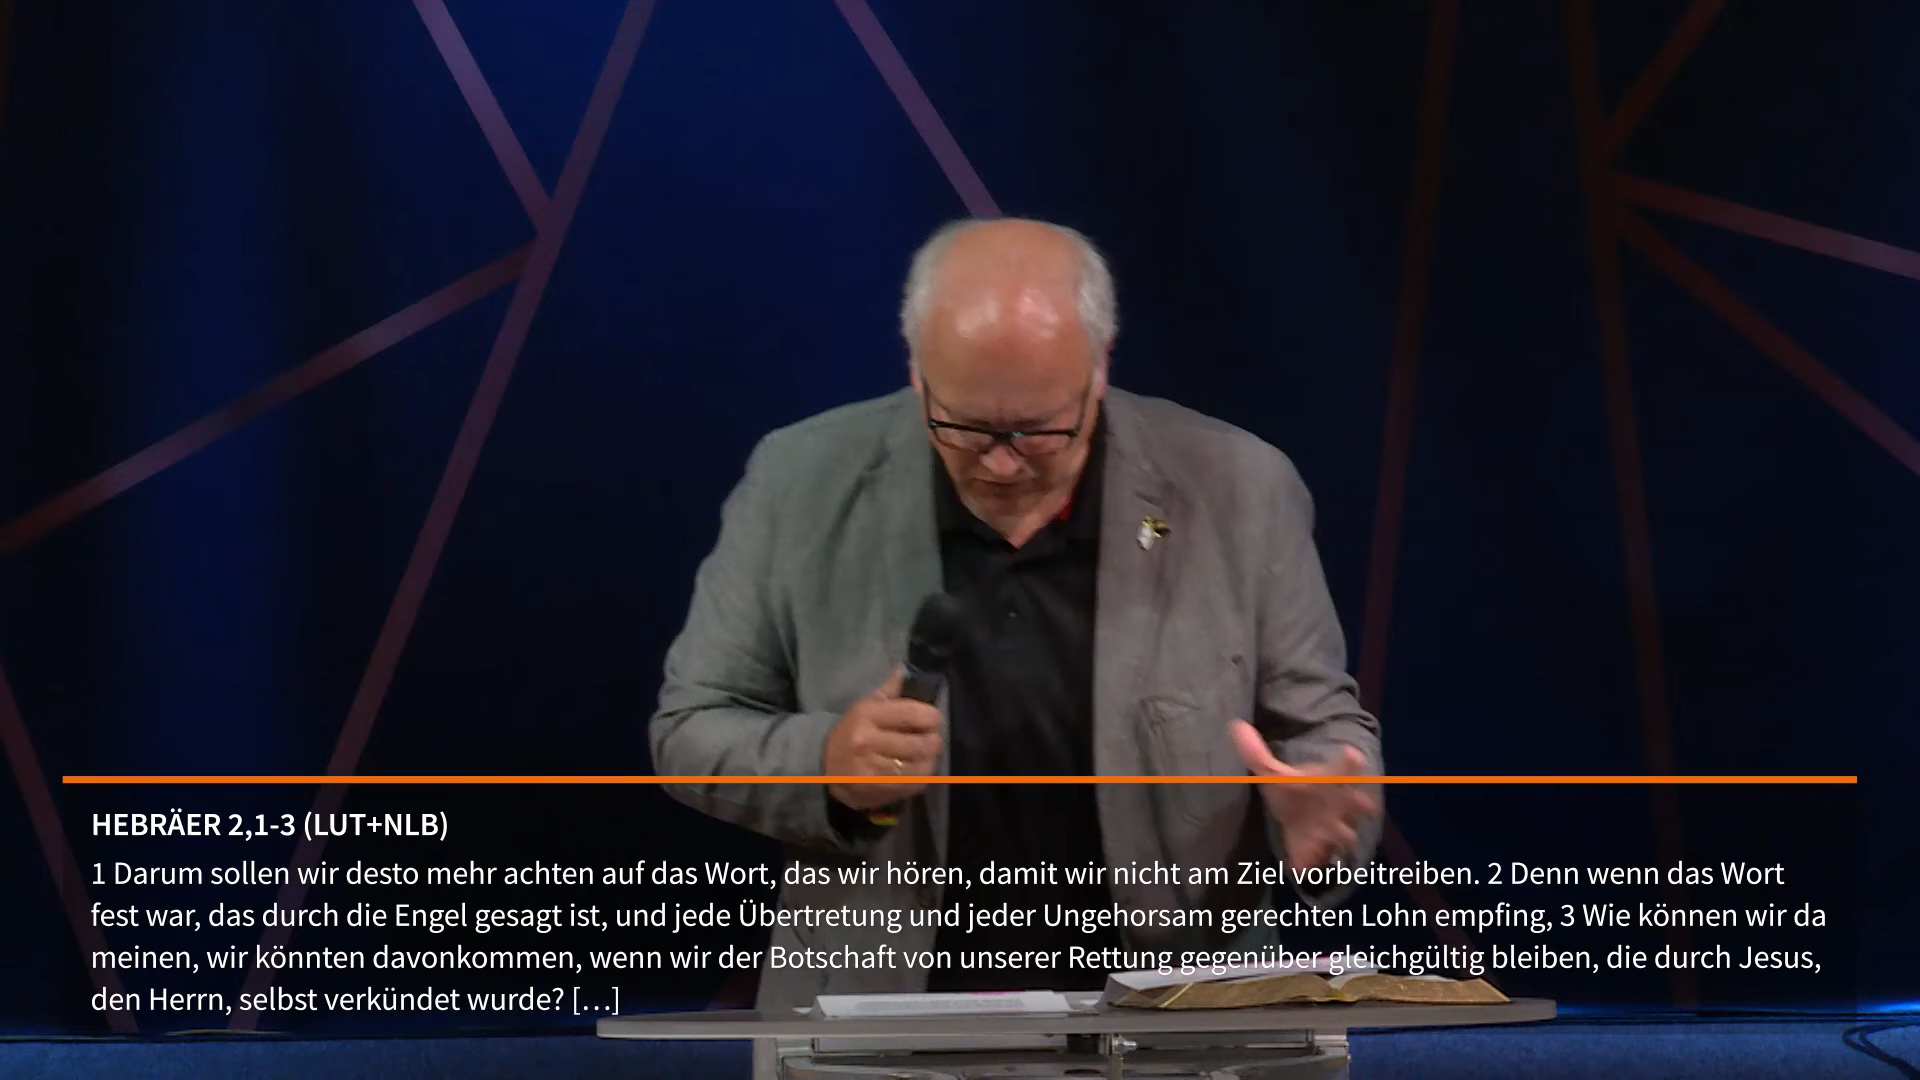 HEBRÄER 2,1-3 (LUT+NLB)
1 Darum sollen wir desto mehr achten auf das Wort, das wir hören, damit wir nicht am Ziel vorbeitreiben. 2 Denn wenn das Wort
fest war, das durch die Engel gesagt ist, und jede Übertretung und jeder Ungehorsam gerechten Lohn empfing, 3 Wie können wir da
meinen, wir könnten davonkommen, wenn wir der Botschaft von unserer Rettung gegenüber gleichgültig bleiben, die durch Jesus,
den Herrn, selbst verkündet wurde? […]